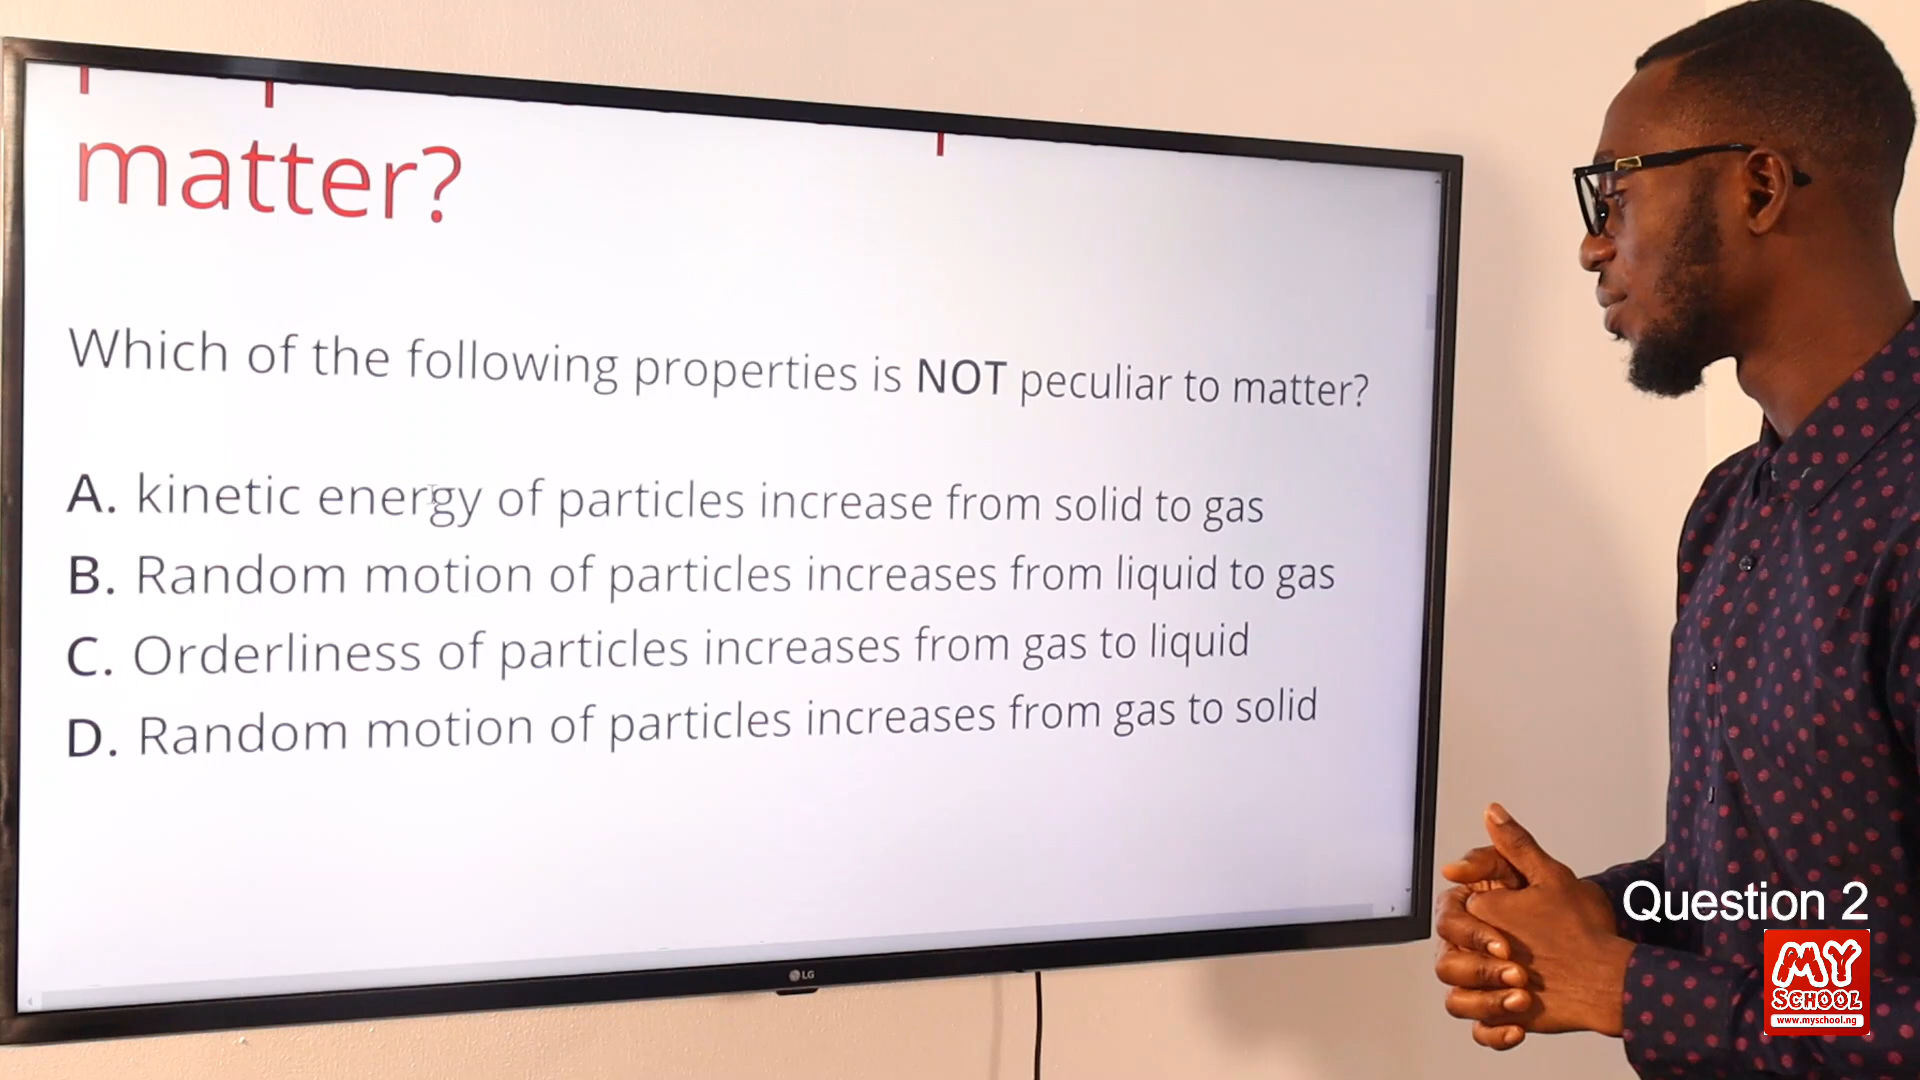 matter?
Which of the following properties is NOT peculiar to matter?
A. kinetic energy of particles increase from solid to gas
B. Random motion of particles increases from liquid to gas
C. Orderliness of particles increases from gas to liquid
D. Random motion of particles increases from gas to solid
LG
Question 2
MY
SCHOOL
www.myschool.ng